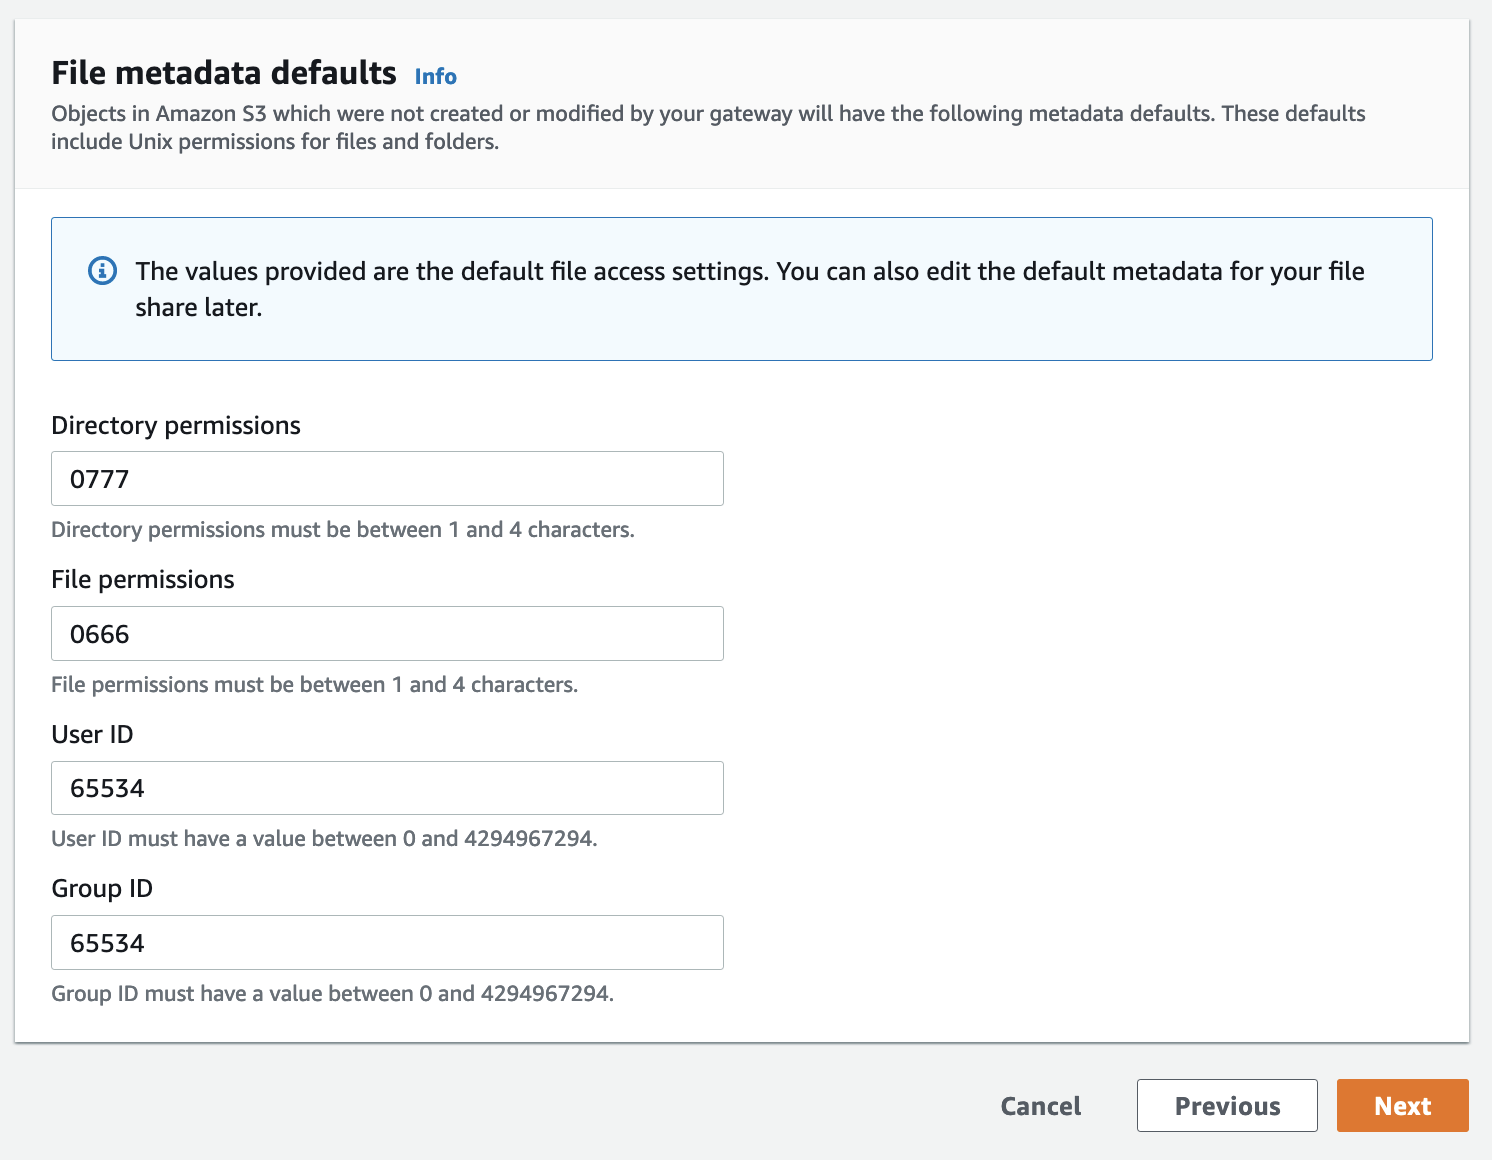 File metadata defaults Info
Objects in Amazon S3 which were not created or modified by your gateway will have the following metadata defaults. These defaults
include Unix permissions for files and folders.
The values provided are the default file access settings. You can also edit the default metadata for your file
share later.
Directory permissions
0777
Directory permissions must be between 1 and 4 characters.
File permissions
0666
File permissions must be between 1 and 4 characters.
User ID
65534
User ID must have a value between 0 and 4294967294.
Group ID
65534
Group ID must have a value between 0 and 4294967294.
Cancel Previous Next